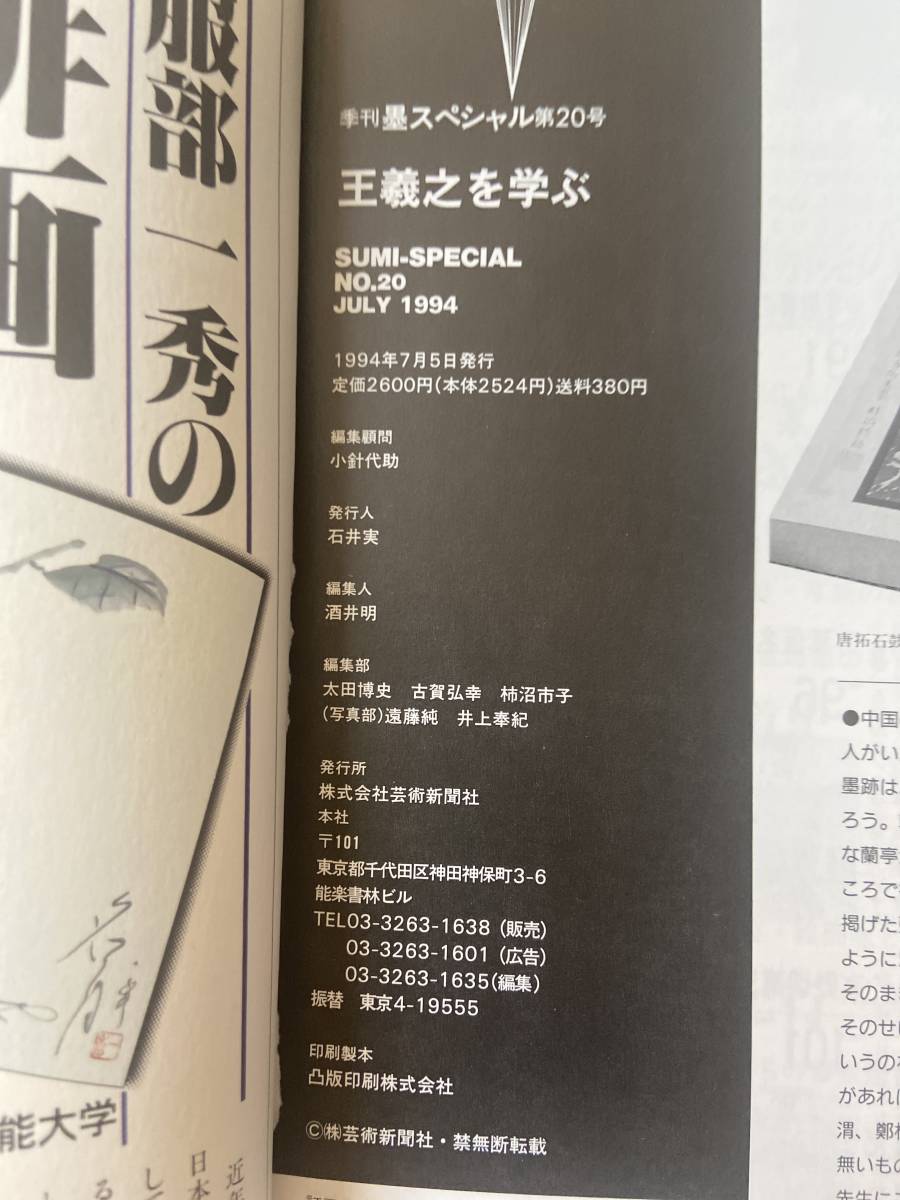 服部一秀の
俳画
能大学
季刊 墨スペシャル第20号
王羲之を学ぶ
SUMI-SPECIAL
NO.20
JULY 1994
1994年7月5日発行
定価2600円(本体2524円)送料380円
編集顧問
小針代助
発行人
石井実
編集人
酒井明
編集部
太田博史 古賀弘幸 柿沼市子
(写真部)遠藤純 井上奉紀
発行所
株式会社芸術新聞社
本社
〒101
東京都千代田区神田神保町3-6
能楽書林ビル
TEL03-3263-1638(販売)
03-3263-1601(広告)
03-3263-1635(編集)
振替 東京4-19555
印刷製本
凸版印刷株式会社
©㈱芸術新聞社・禁無断転載
唐拓石鼓
●中国
人がい
墨跡は
ろう。
な蘭亭
ころで
掲げた
ように
そのま
そのせい
いうの
があれ
渭、鄭
無いもの
先生に
近年
日本